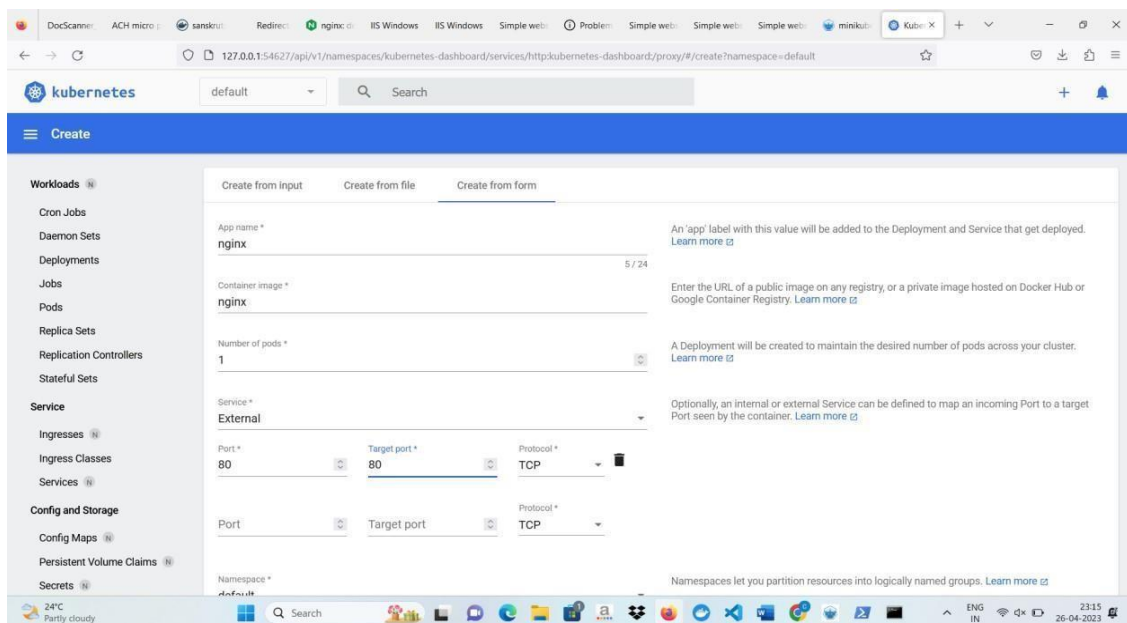 DocScanner ACH micro p sanskruti Redirect nginx: d IIS Windows IIS Windows Simple web Problem Simple web Simple web Simple web minikub Kuber
127.0.0.1:54627/api/v1/namespaces/kubernetes-dashboard/services/http:kubernetes-dashboard:/proxy/#/create?namespace=default
kubernetes default Search
Create
Workloads N
Cron Jobs
Daemon Sets
Deployments
Jobs
Pods
Replica Sets
Replication Controllers
Stateful Sets
Service
Ingresses N
Ingress Classes
Services N
Config and Storage
Config Maps N
Persistent Volume Claims N
Secrets N
Create from input Create from file Create from form
App name *
nginx
5 / 24
An 'app' label with this value will be added to the Deployment and Service that get deployed.
Learn more
Container image *
nginx
Enter the URL of a public image on any registry, or a private image hosted on Docker Hub or
Google Container Registry. Learn more
Number of pods *
1
A Deployment will be created to maintain the desired number of pods across your cluster.
Learn more
Service *
External
Optionally, an internal or external Service can be defined to map an incoming Port to a target
Port seen by the container. Learn more
Port * Target port * Protocol *
80 80 TCP
Protocol *
Port Target port TCP
Namespace *
default
Namespaces let you partition resources into logically named groups. Learn more
24°C
Partly cloudy
Search
ENG
IN
23:15
26-04-2023